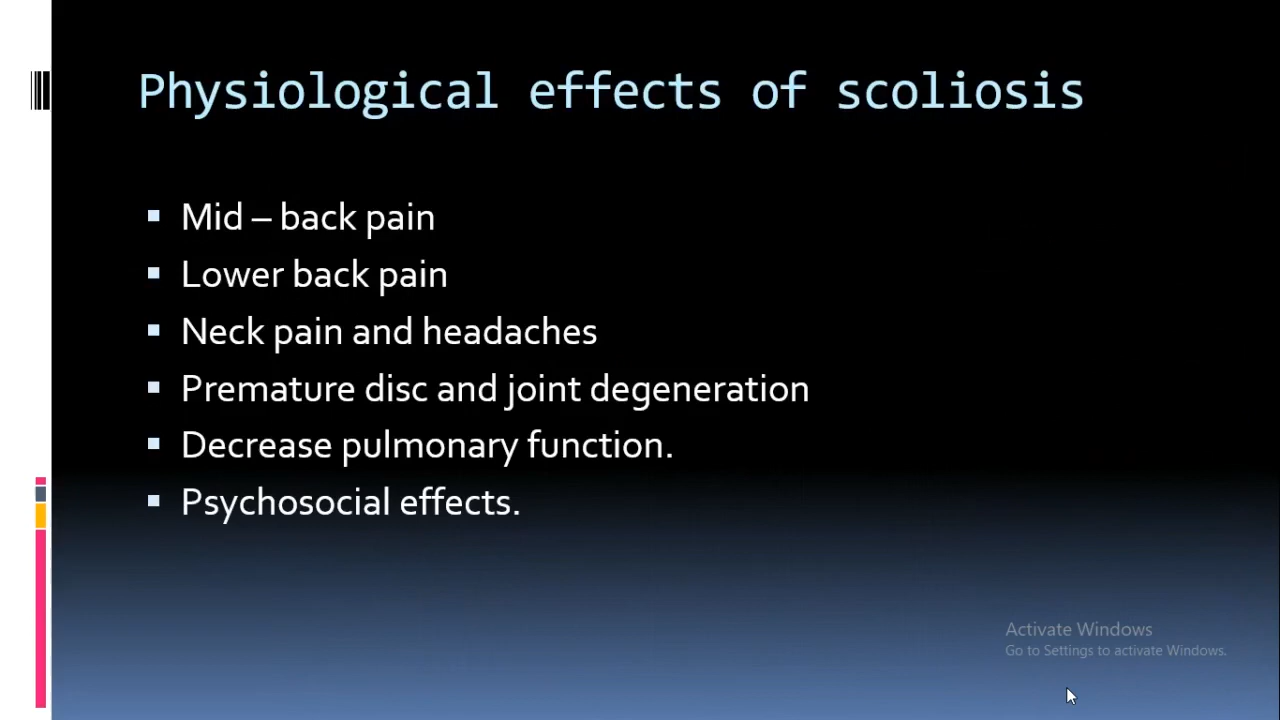 Physiological effects of scoliosis
Mid – back pain
Lower back pain
Neck pain and headaches
Premature disc and joint degeneration
Decrease pulmonary function.
Psychosocial effects.
Activate Windows
Go to Settings to activate Windows.